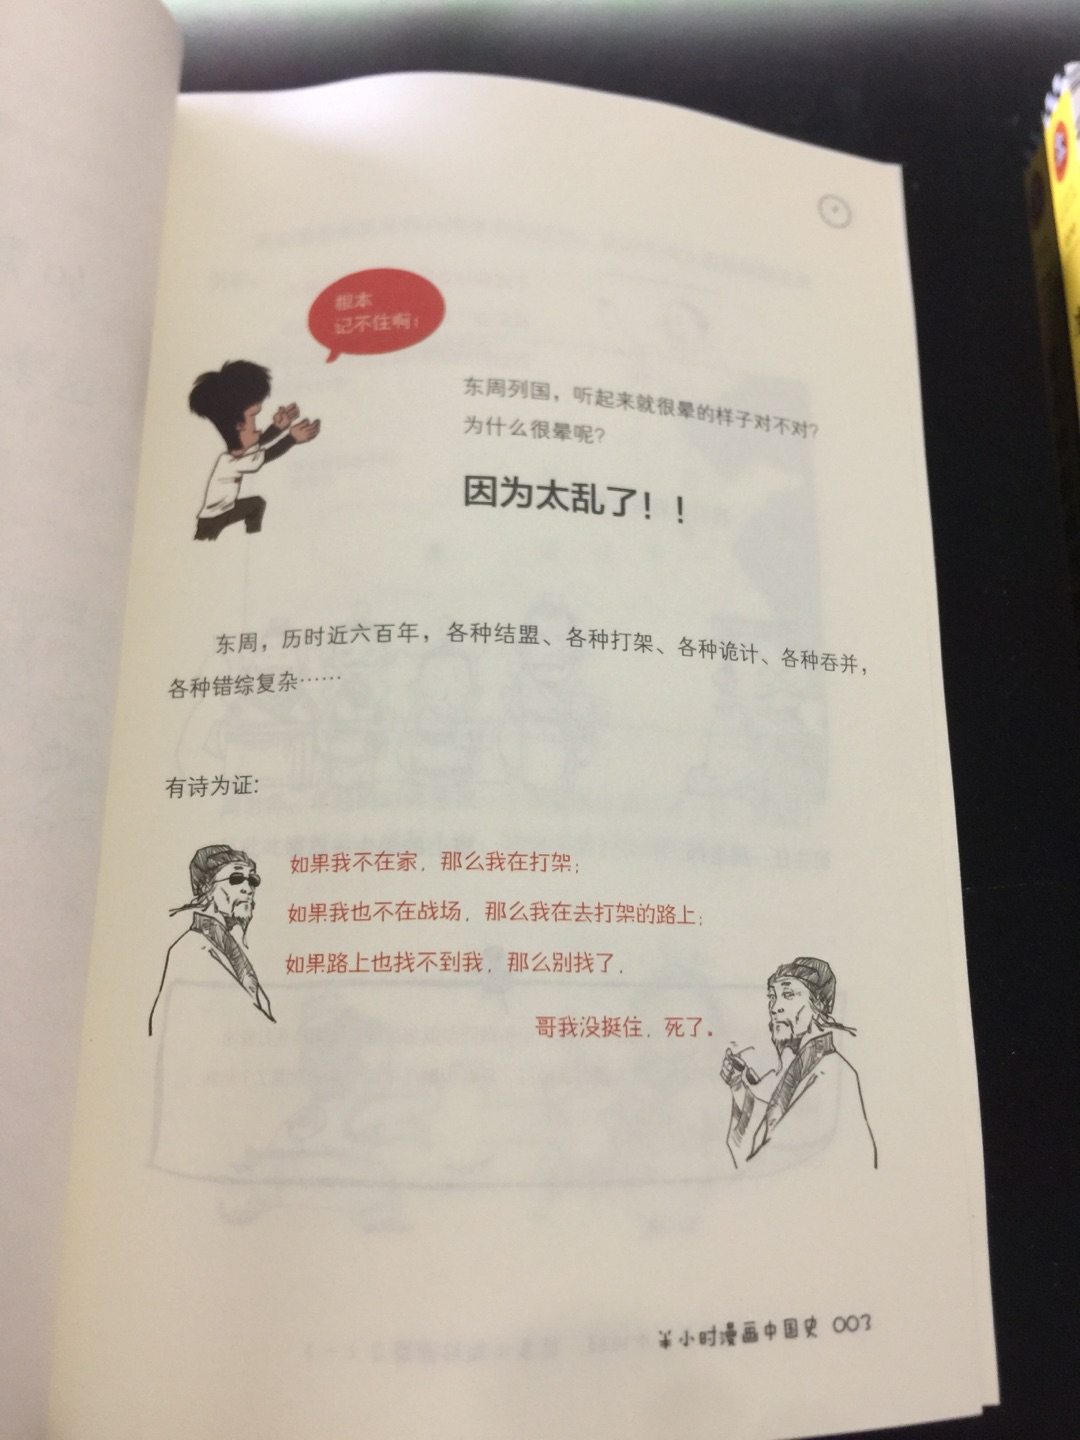 根本
记不住啊！
东周列国，听起来就很晕的样子对不对？
为什么很晕呢？
因为太乱了！！
东周，历时近六百年，各种结盟、各种打架、各种诡计、各种吞并，
各种错综复杂……
有诗为证:
如果我不在家，那么我在打架；
如果我也不在战场，那么我在去打架的路上；
如果路上也找不到我，那么别找了，
哥我没挺住，死了。
半小时漫画中国史 003